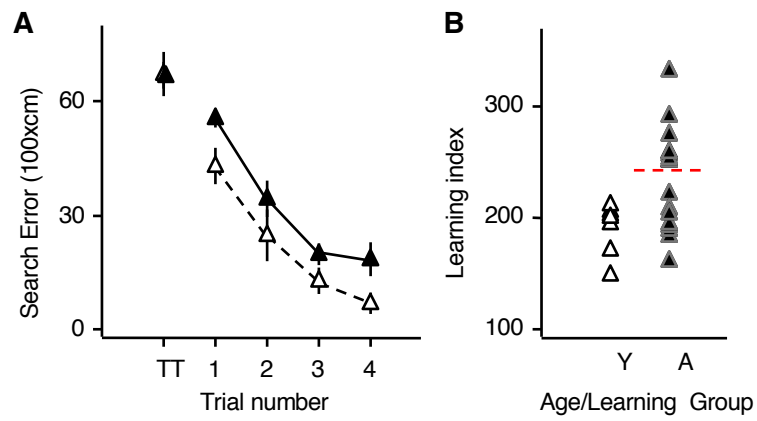 A
Search Error (100xcm)
60
30
0
TT 1 2 3 4
Trial number
B
Learning index
300
200
100
Y A
Age/Learning Group